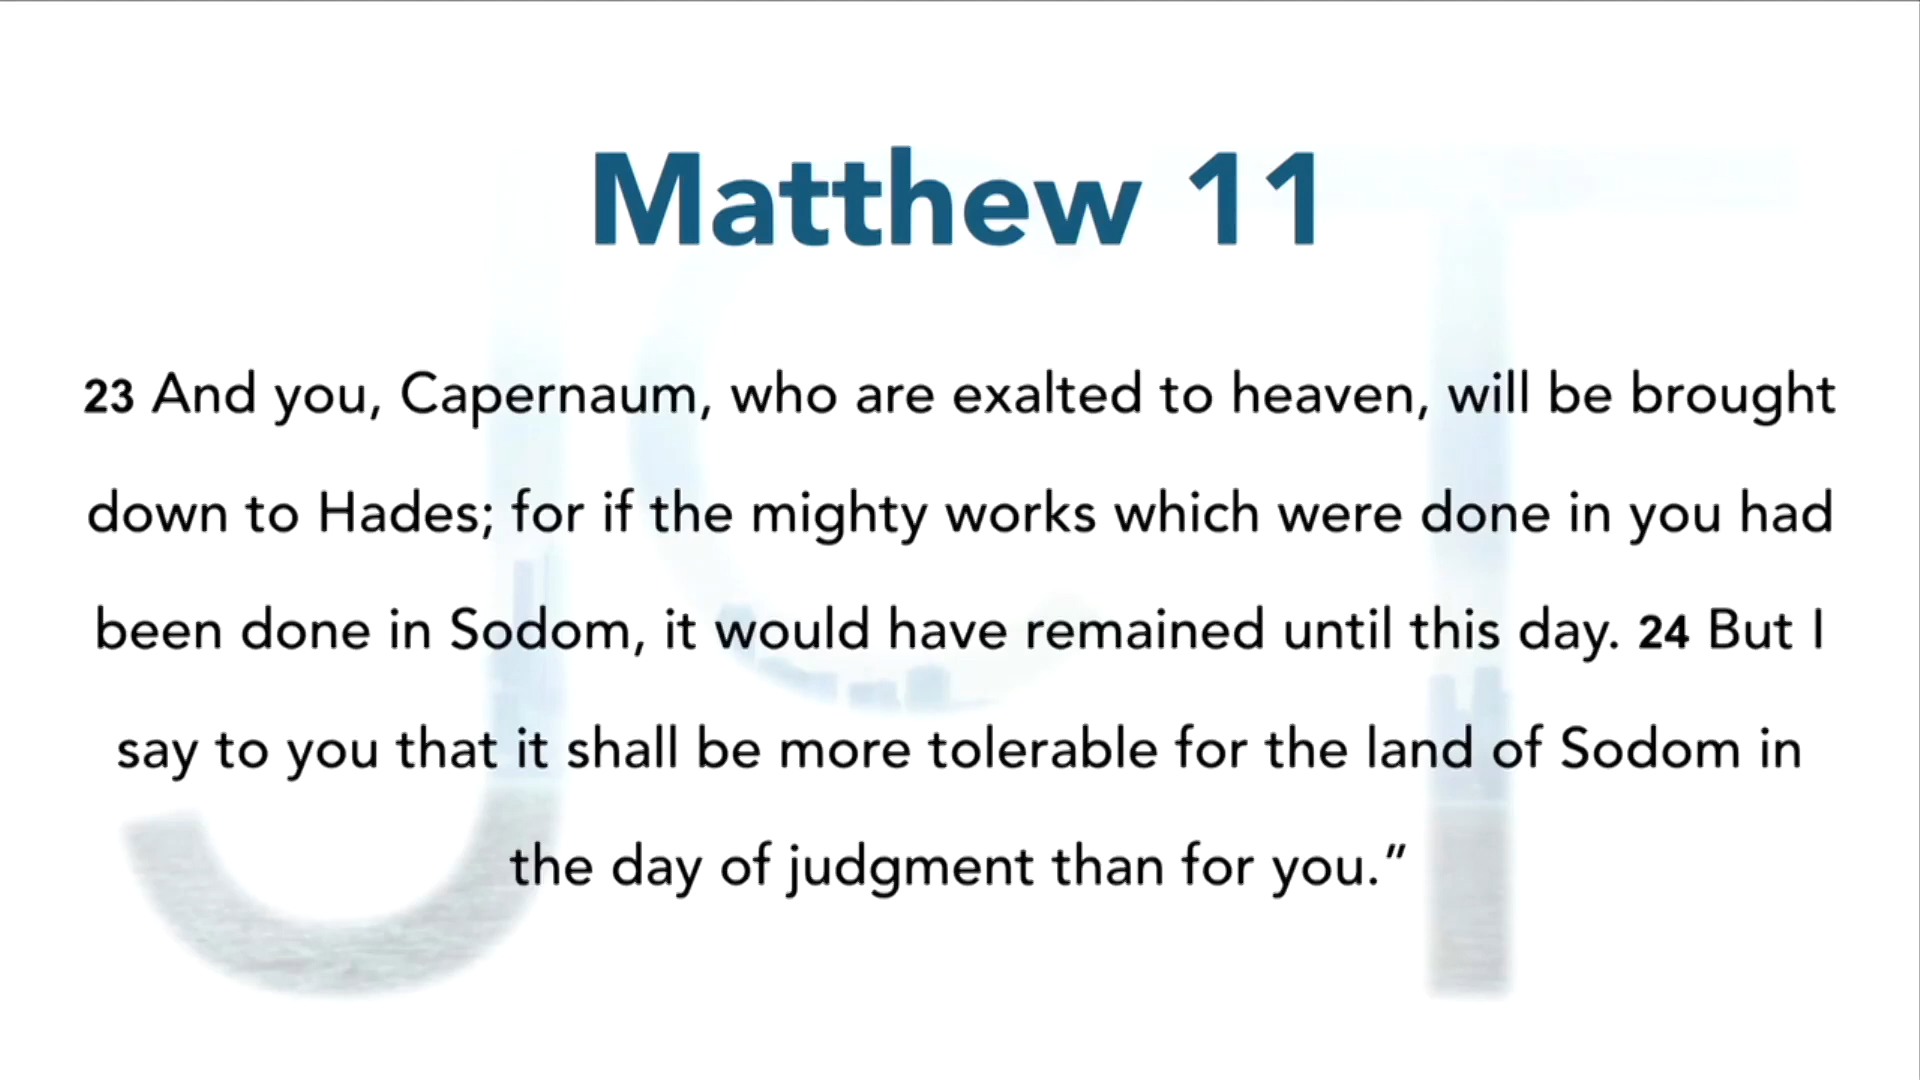 Matthew 11
23 And you, Capernaum, who are exalted to heaven, will be brought
down to Hades; for if the mighty works which were done in you had
been done in Sodom, it would have remained until this day. 24 But I
say to you that it shall be more tolerable for the land of Sodom in
the day of judgment than for you.”